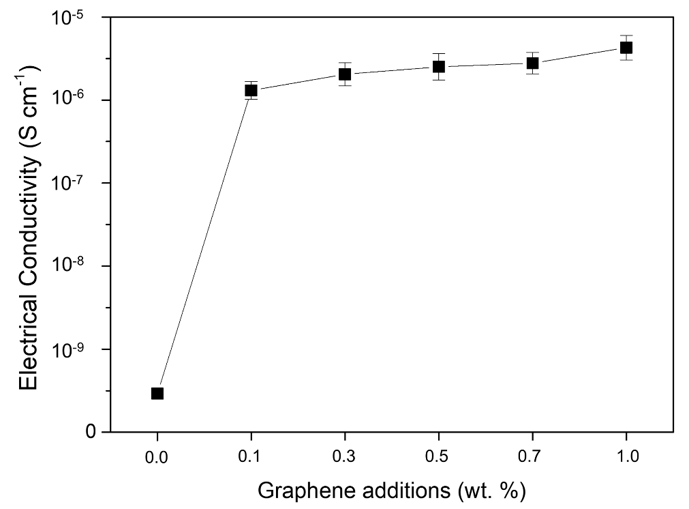 10⁻⁵
10⁻⁶
10⁻⁷
10⁻⁸
10⁻⁹
0
Electrical Conductivity (S cm⁻¹)
0.0 0.1 0.3 0.5 0.7 1.0
Graphene additions (wt. %)